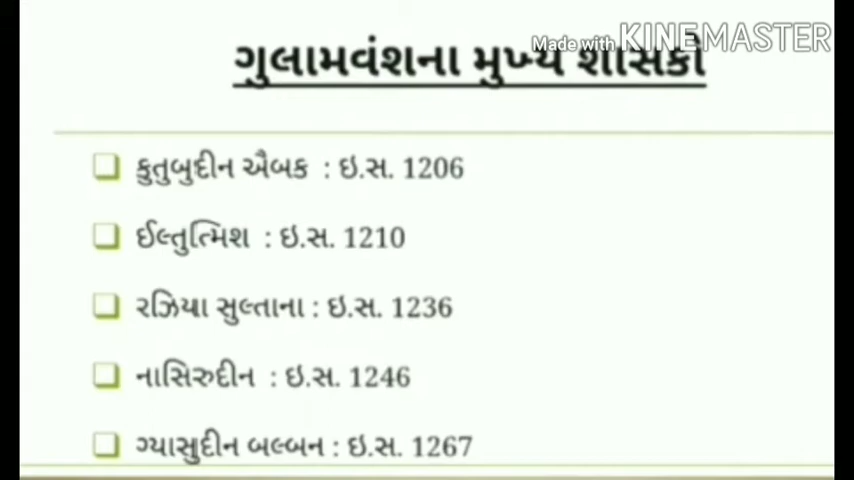 Made with KINEMASTER
ગુલામવંશના મુખ્ય શાસકો
કુતુબુદીન ઐબક : ઇ.સ. 1206
ઈલ્તુત્મિશ : ઇ.સ. 1210
રઝિયા સુલ્તાના : ઇ.સ. 1236
નાસિરુદીન : ઇ.સ. 1246
ગ્યાસુદીન બલ્બન : ઇ.સ. 1267